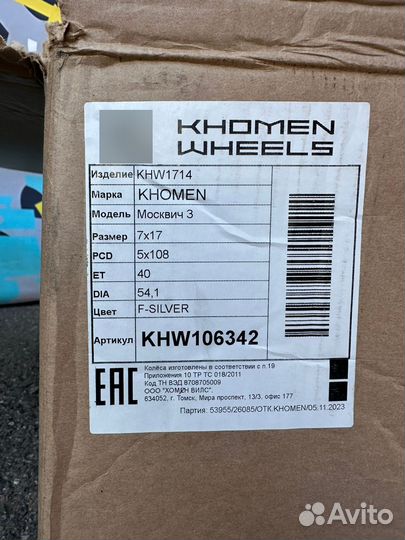 KHOMEN
WHEELS
Изделие KHW1714
Марка KHOMEN
Модель Москвич 3
Размер 7x17
PCD 5x108
ET 40
DIA 54,1
Цвет F-SILVER
Артикул KHW106342
EAC
Колёса изготовлены в соответствии с п.19
Приложения 10 ТР ТС 018/2011
Код ТН ВЭД 8708705009
ООО "ХОМЕН ВИЛС".
634052, г. Томск, Мира проспект, 13/3, офис 177
Партия: 53955/26085/ОТК.KHOMEN/05.11.2023
Avito